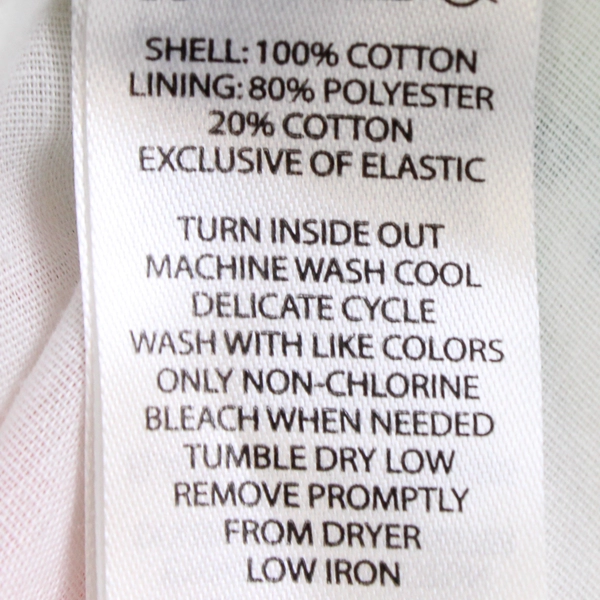 SHELL: 100% COTTON
LINING: 80% POLYESTER
20% COTTON
EXCLUSIVE OF ELASTIC
TURN INSIDE OUT
MACHINE WASH COOL
DELICATE CYCLE
WASH WITH LIKE COLORS
ONLY NON-CHLORINE
BLEACH WHEN NEEDED
TUMBLE DRY LOW
REMOVE PROMPTLY
FROM DRYER
LOW IRON